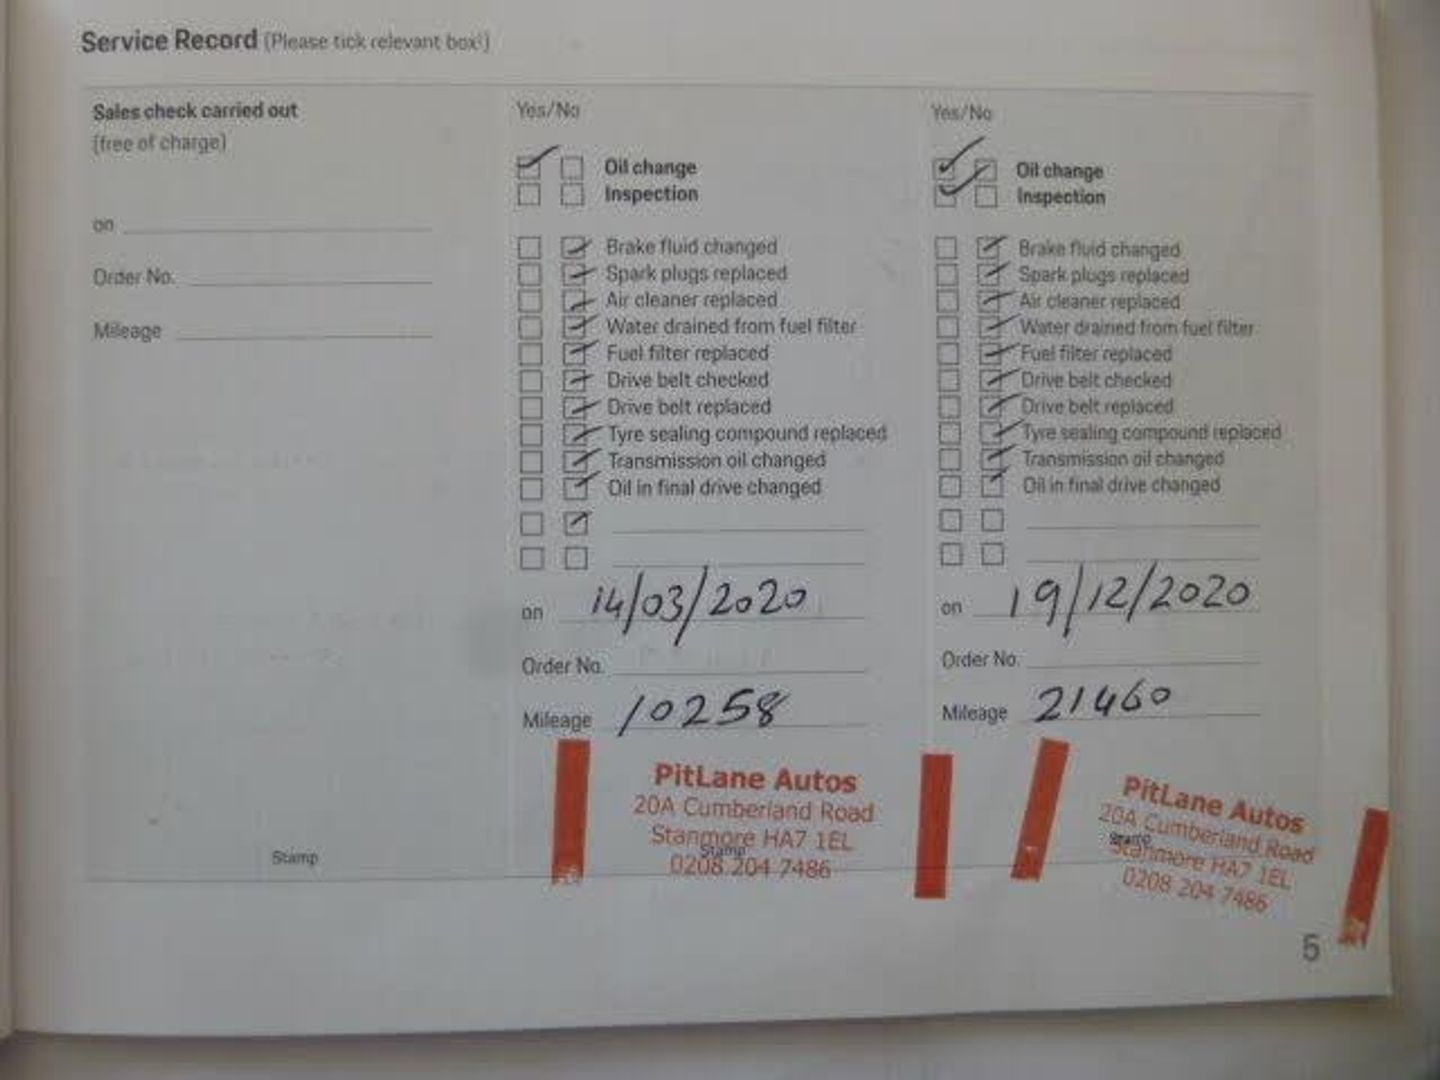 Service Record (Please tick relevant box!)
Sales check carried out
(free of charge)
on
Order No.
Mileage
Stamp
Yes/No
Oil change
Inspection
Brake fluid changed
Spark plugs replaced
Air cleaner replaced
Water drained from fuel filter
Fuel filter replaced
Drive belt checked
Drive belt replaced
Tyre sealing compound replaced
Transmission oil changed
Oil in final drive changed
on 14/03/2020
Order No.
Mileage 10258
PitLane Autos
20A Cumberland Road
Stanmore HA7 1EL
Stamp
0208 204 7486
Yes/No
Oil change
Inspection
Brake fluid changed
Spark plugs replaced
Air cleaner replaced
Water drained from fuel filter
Fuel filter replaced
Drive belt checked
Drive belt replaced
Tyre sealing compound replaced
Transmission oil changed
Oil in final drive changed
on 19/12/2020
Order No.
Mileage 21460
PitLane Autos
20A Cumberland Road
Stamp
Stanmore HA7 1EL
0208 204 7486
5